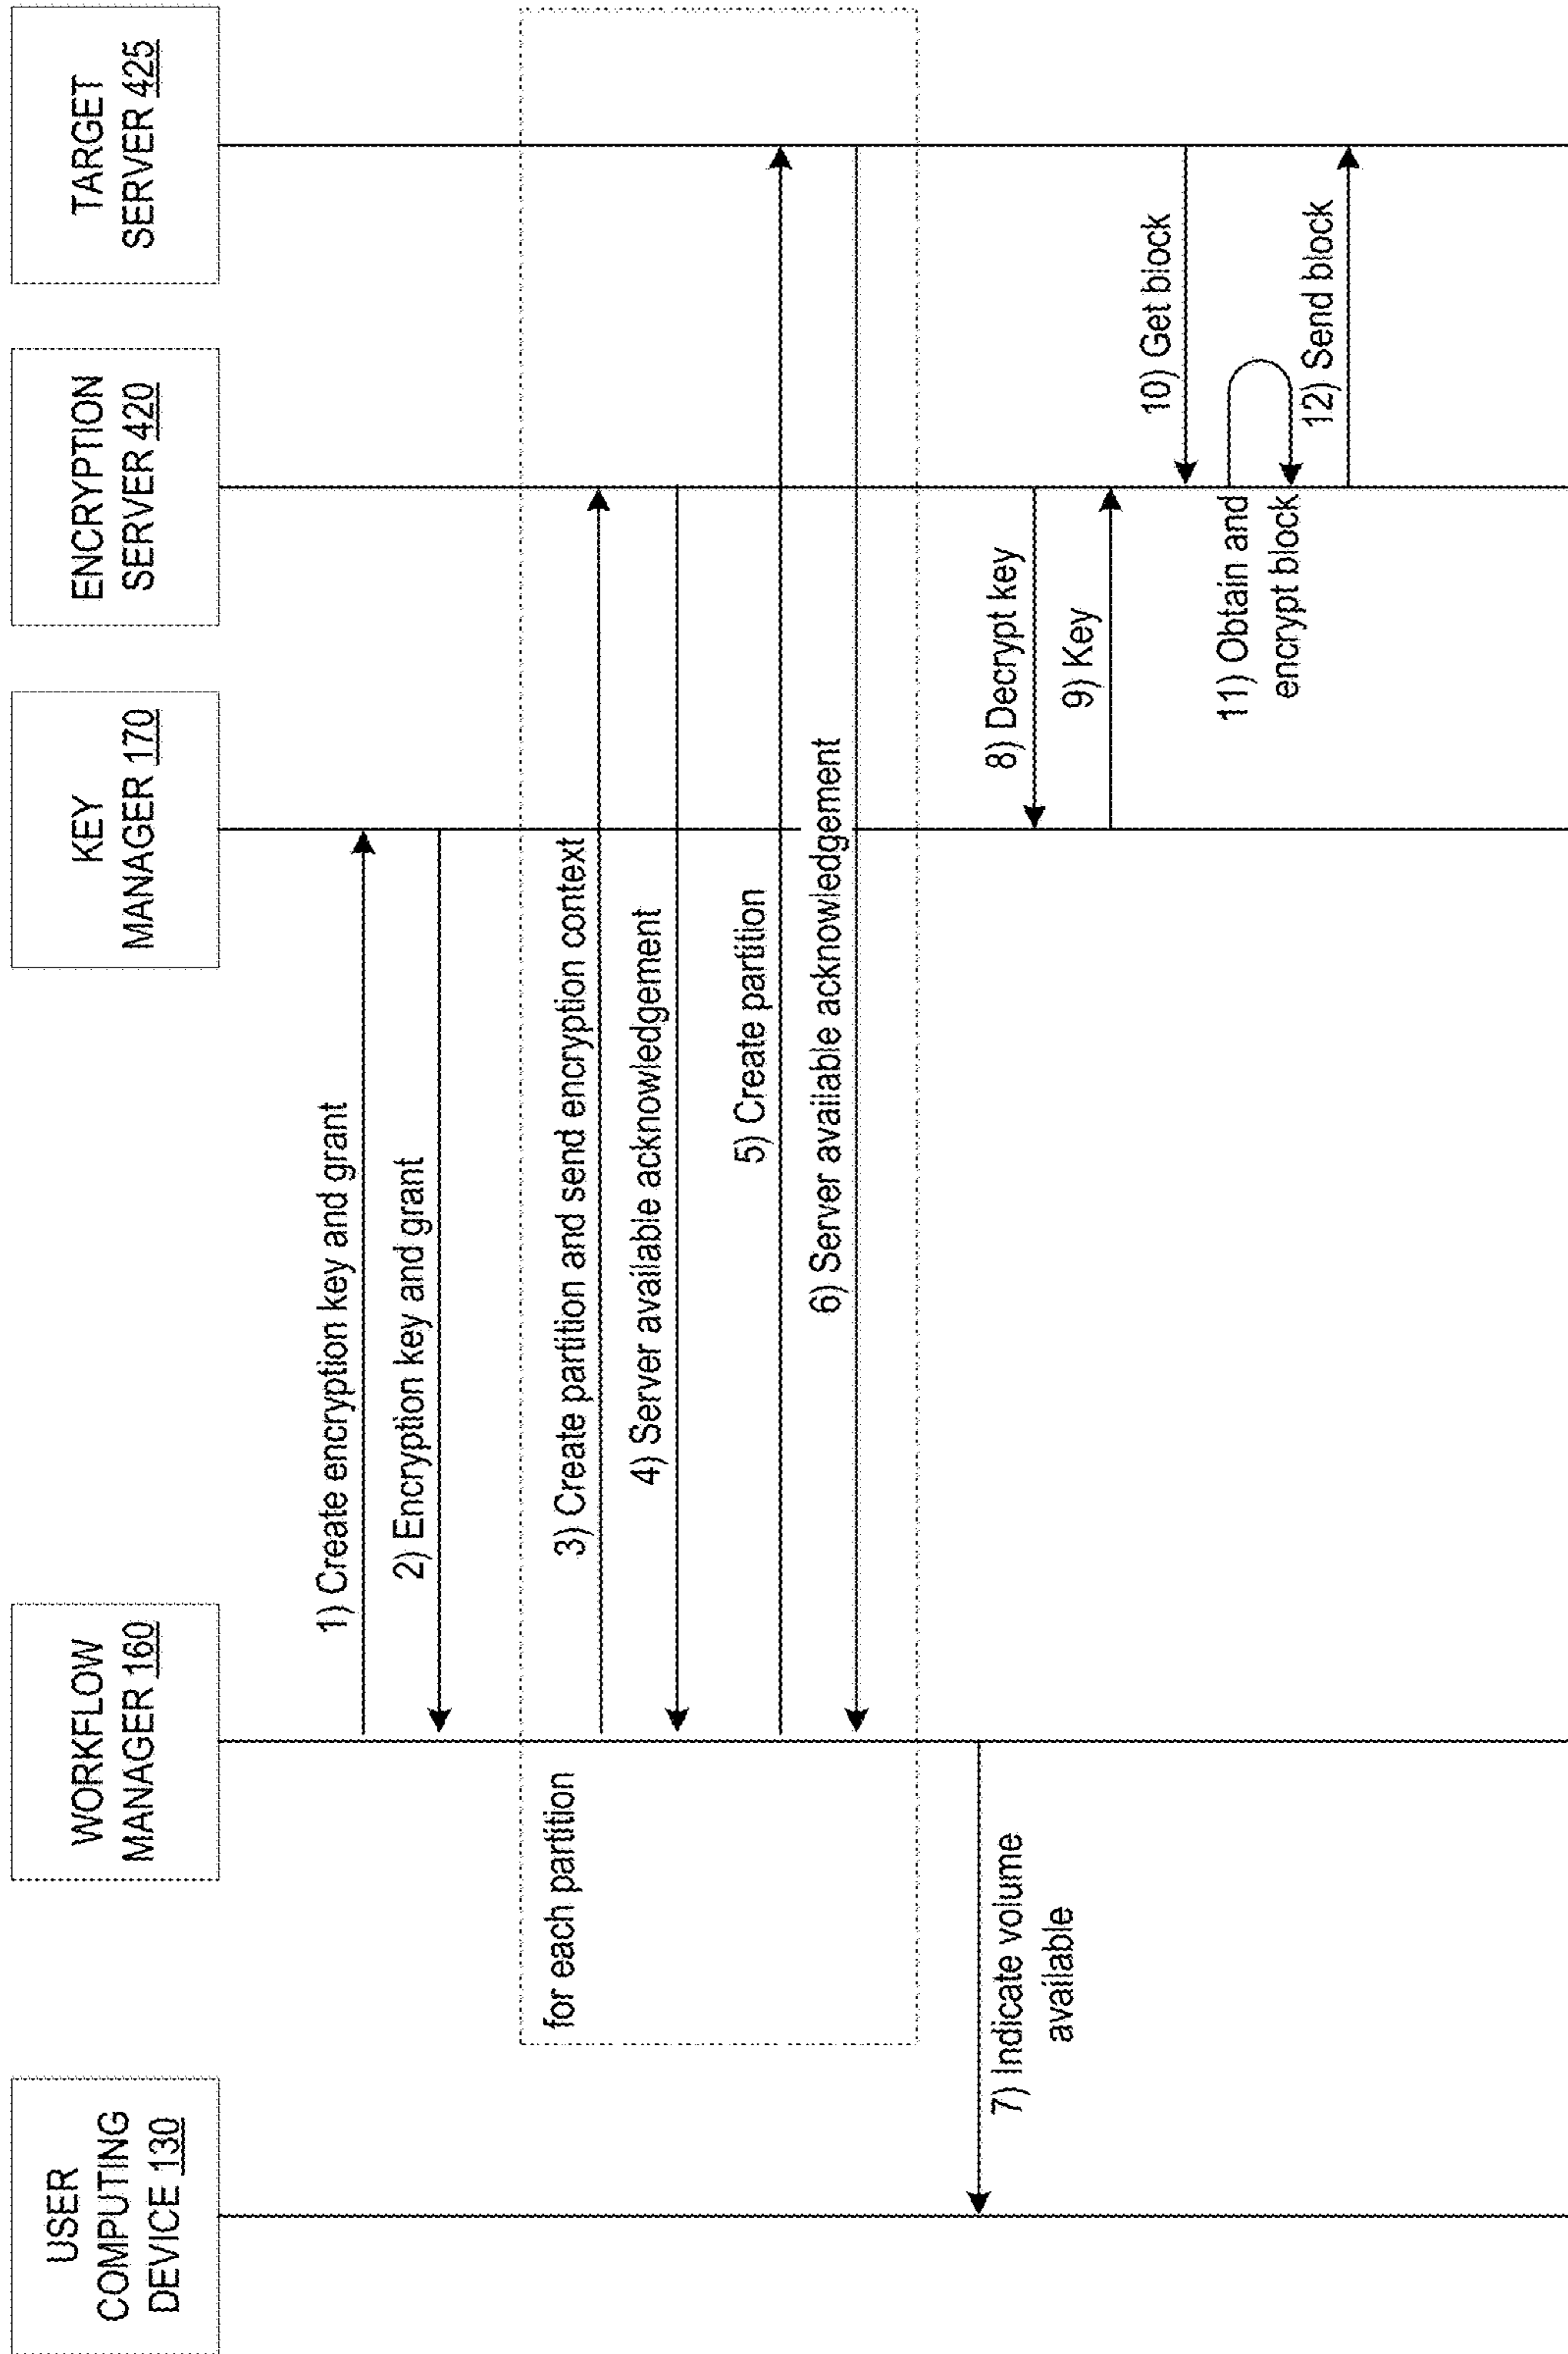 USER
COMPUTING
DEVICE 130
WORKFLOW
MANAGER 160
KEY
MANAGER 170
ENCRYPTION
SERVER 420
TARGET
SERVER 425
1) Create encryption key and grant
2) Encryption key and grant
for each partition
3) Create partition and send encryption context
4) Server available acknowledgement
5) Create partition
6) Server available acknowledgement
7) Indicate volume
available
8) Decrypt key
9) Key
10) Get block
11) Obtain and
encrypt block
12) Send block